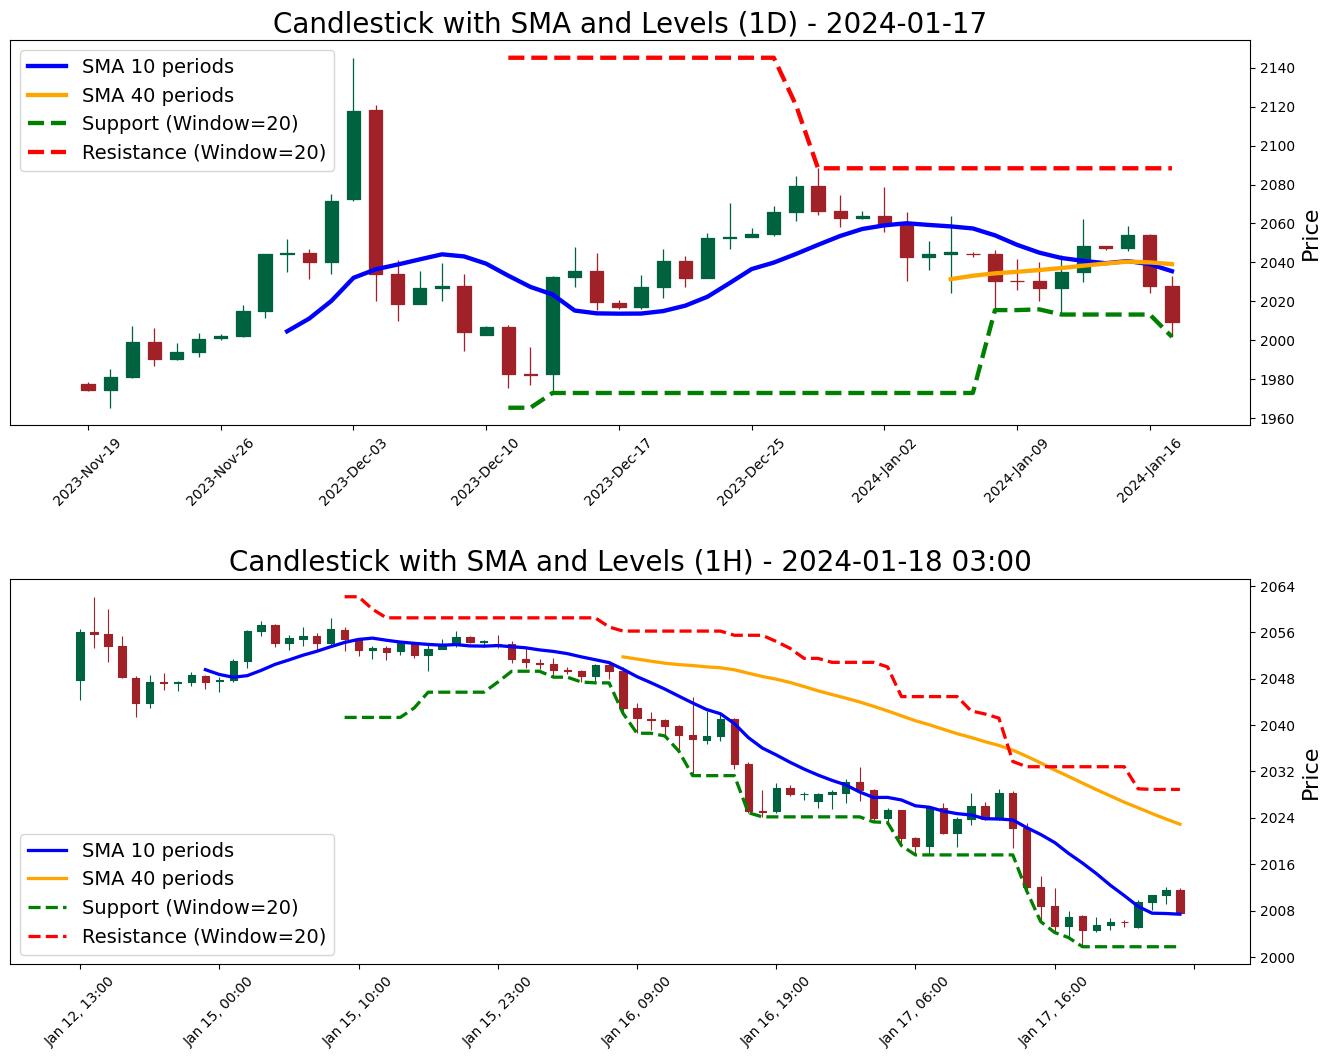 Candlestick with SMA and Levels (1D) - 2024-01-17
SMA 10 periods
SMA 40 periods
Support (Window=20)
Resistance (Window=20)
2140
2120
2100
2080
2060
2040
2020
2000
1980
1960
Price
2023-Nov-19
2023-Nov-26
2023-Dec-03
2023-Dec-10
2023-Dec-17
2023-Dec-25
2024-Jan-02
2024-Jan-09
2024-Jan-16
Candlestick with SMA and Levels (1H) - 2024-01-18 03:00
2064
2056
2048
2040
2032
2024
2016
2008
2000
Price
SMA 10 periods
SMA 40 periods
Support (Window=20)
Resistance (Window=20)
Jan 12, 13:00
Jan 15, 00:00
Jan 15, 10:00
Jan 15, 23:00
Jan 16, 09:00
Jan 16, 19:00
Jan 17, 06:00
Jan 17, 16:00